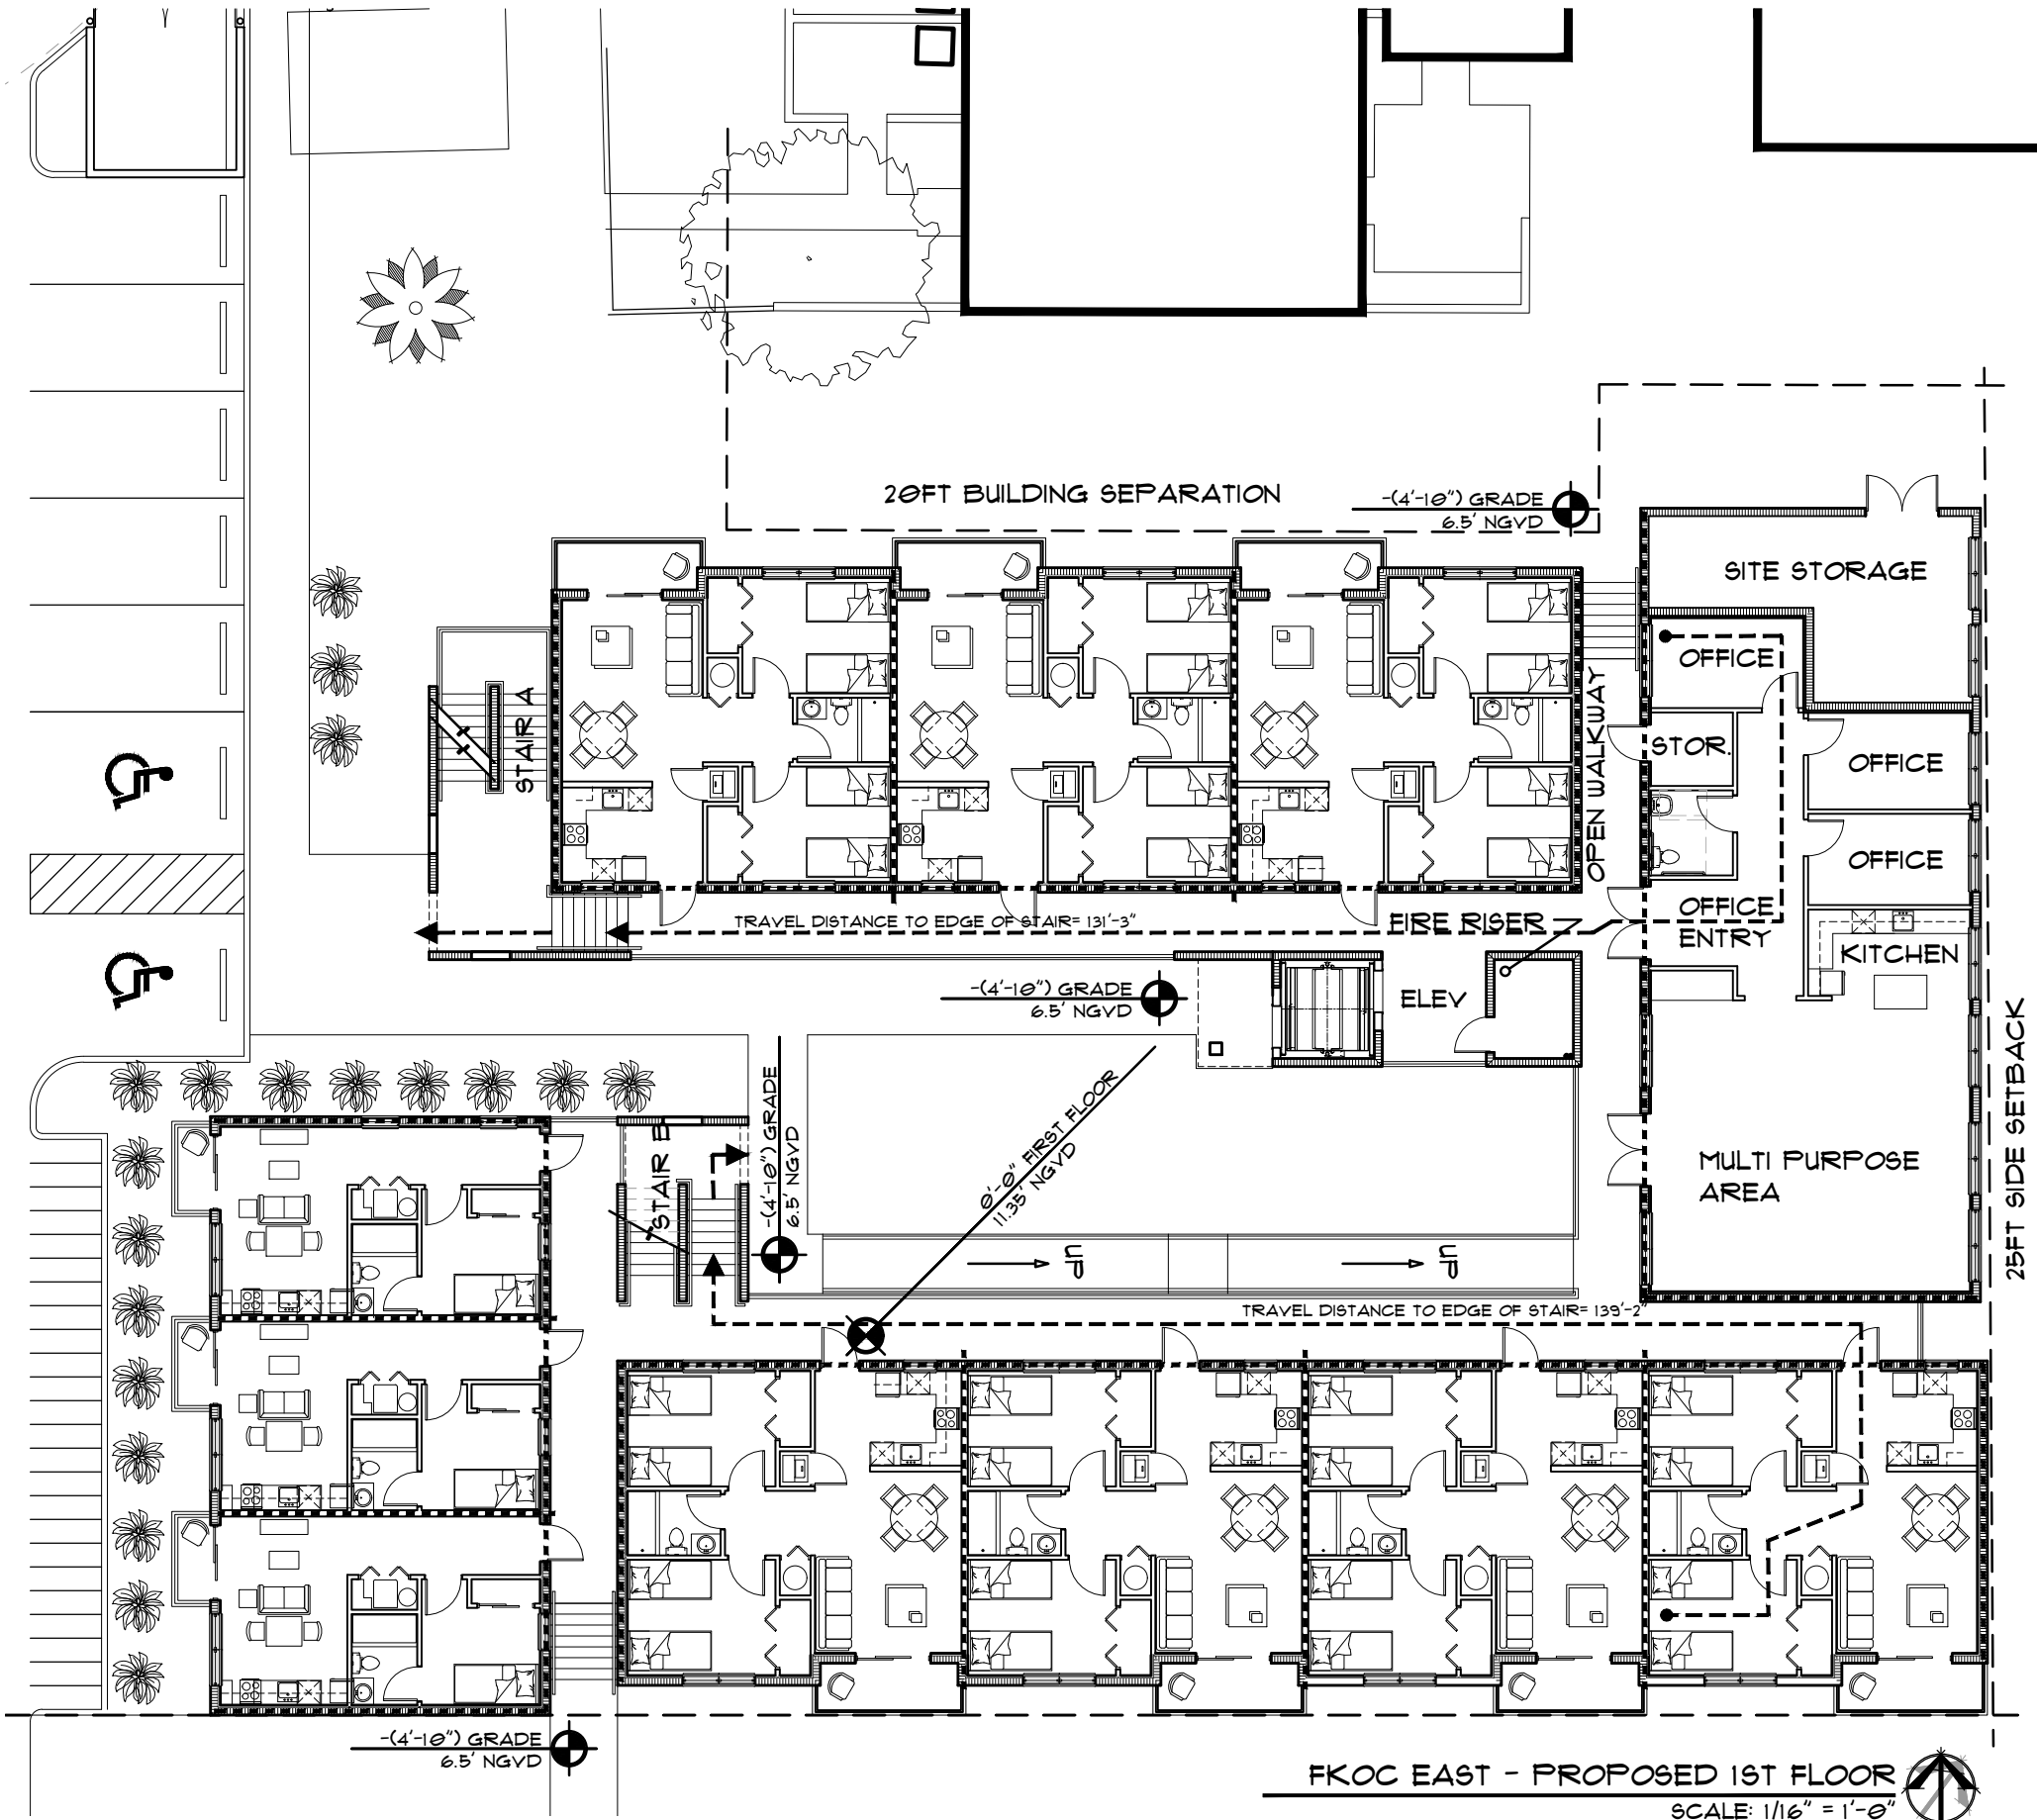 20FT BUILDING SEPARATION
-(4'-10") GRADE
6.5' NGVD
SITE STORAGE
OFFICE
STAIR A
OPEN WALKWAY
STOR.
OFFICE
OFFICE
OFFICE
ENTRY
TRAVEL DISTANCE TO EDGE OF STAIR= 131'-3"
FIRE RISER
KITCHEN
-(4'-10") GRADE
6.5' NGVD
ELEV
25FT SIDE SETBACK
STAIR B
-(4'-10") GRADE
6.5' NGVD
0'-0" FIRST FLOOR
11.35' NGVD
MULTI PURPOSE
AREA
UP
UP
TRAVEL DISTANCE TO EDGE OF STAIR= 139'-2"
-(4'-10") GRADE
6.5' NGVD
FKOC EAST - PROPOSED 1ST FLOOR
SCALE: 1/16" = 1'-0"